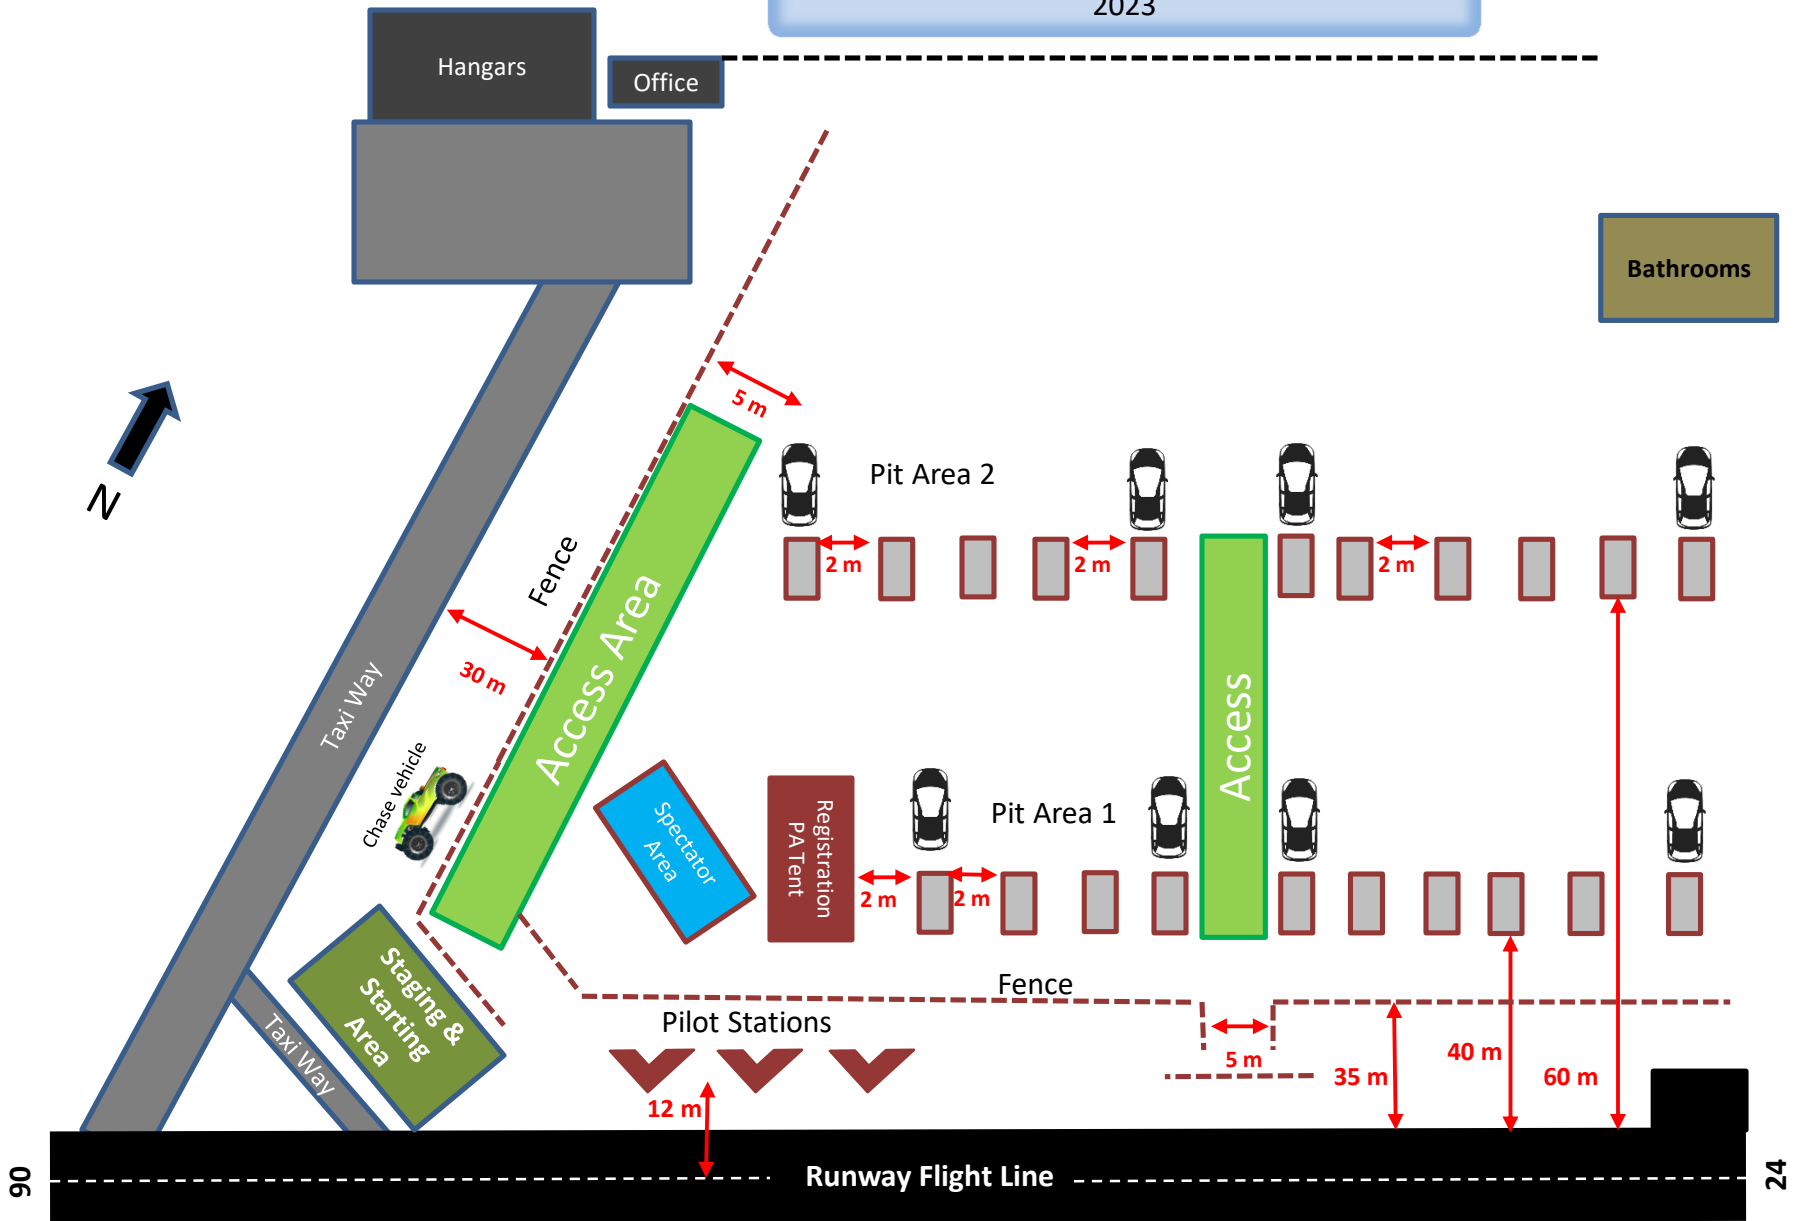 2023
Hangars
Office
Bathrooms
N
5 m
Pit Area 2
Fence
2 m
2 m
2 m
30 m
Access Area
Taxi Way
Access
Chase vehicle
Spectator
Area
Registration
PA Tent
Pit Area 1
2 m
2 m
Staging &
Starting
Area
Fence
Pilot Stations
Taxi Way
12 m
5 m
35 m
40 m
60 m
06
Runway Flight Line
24